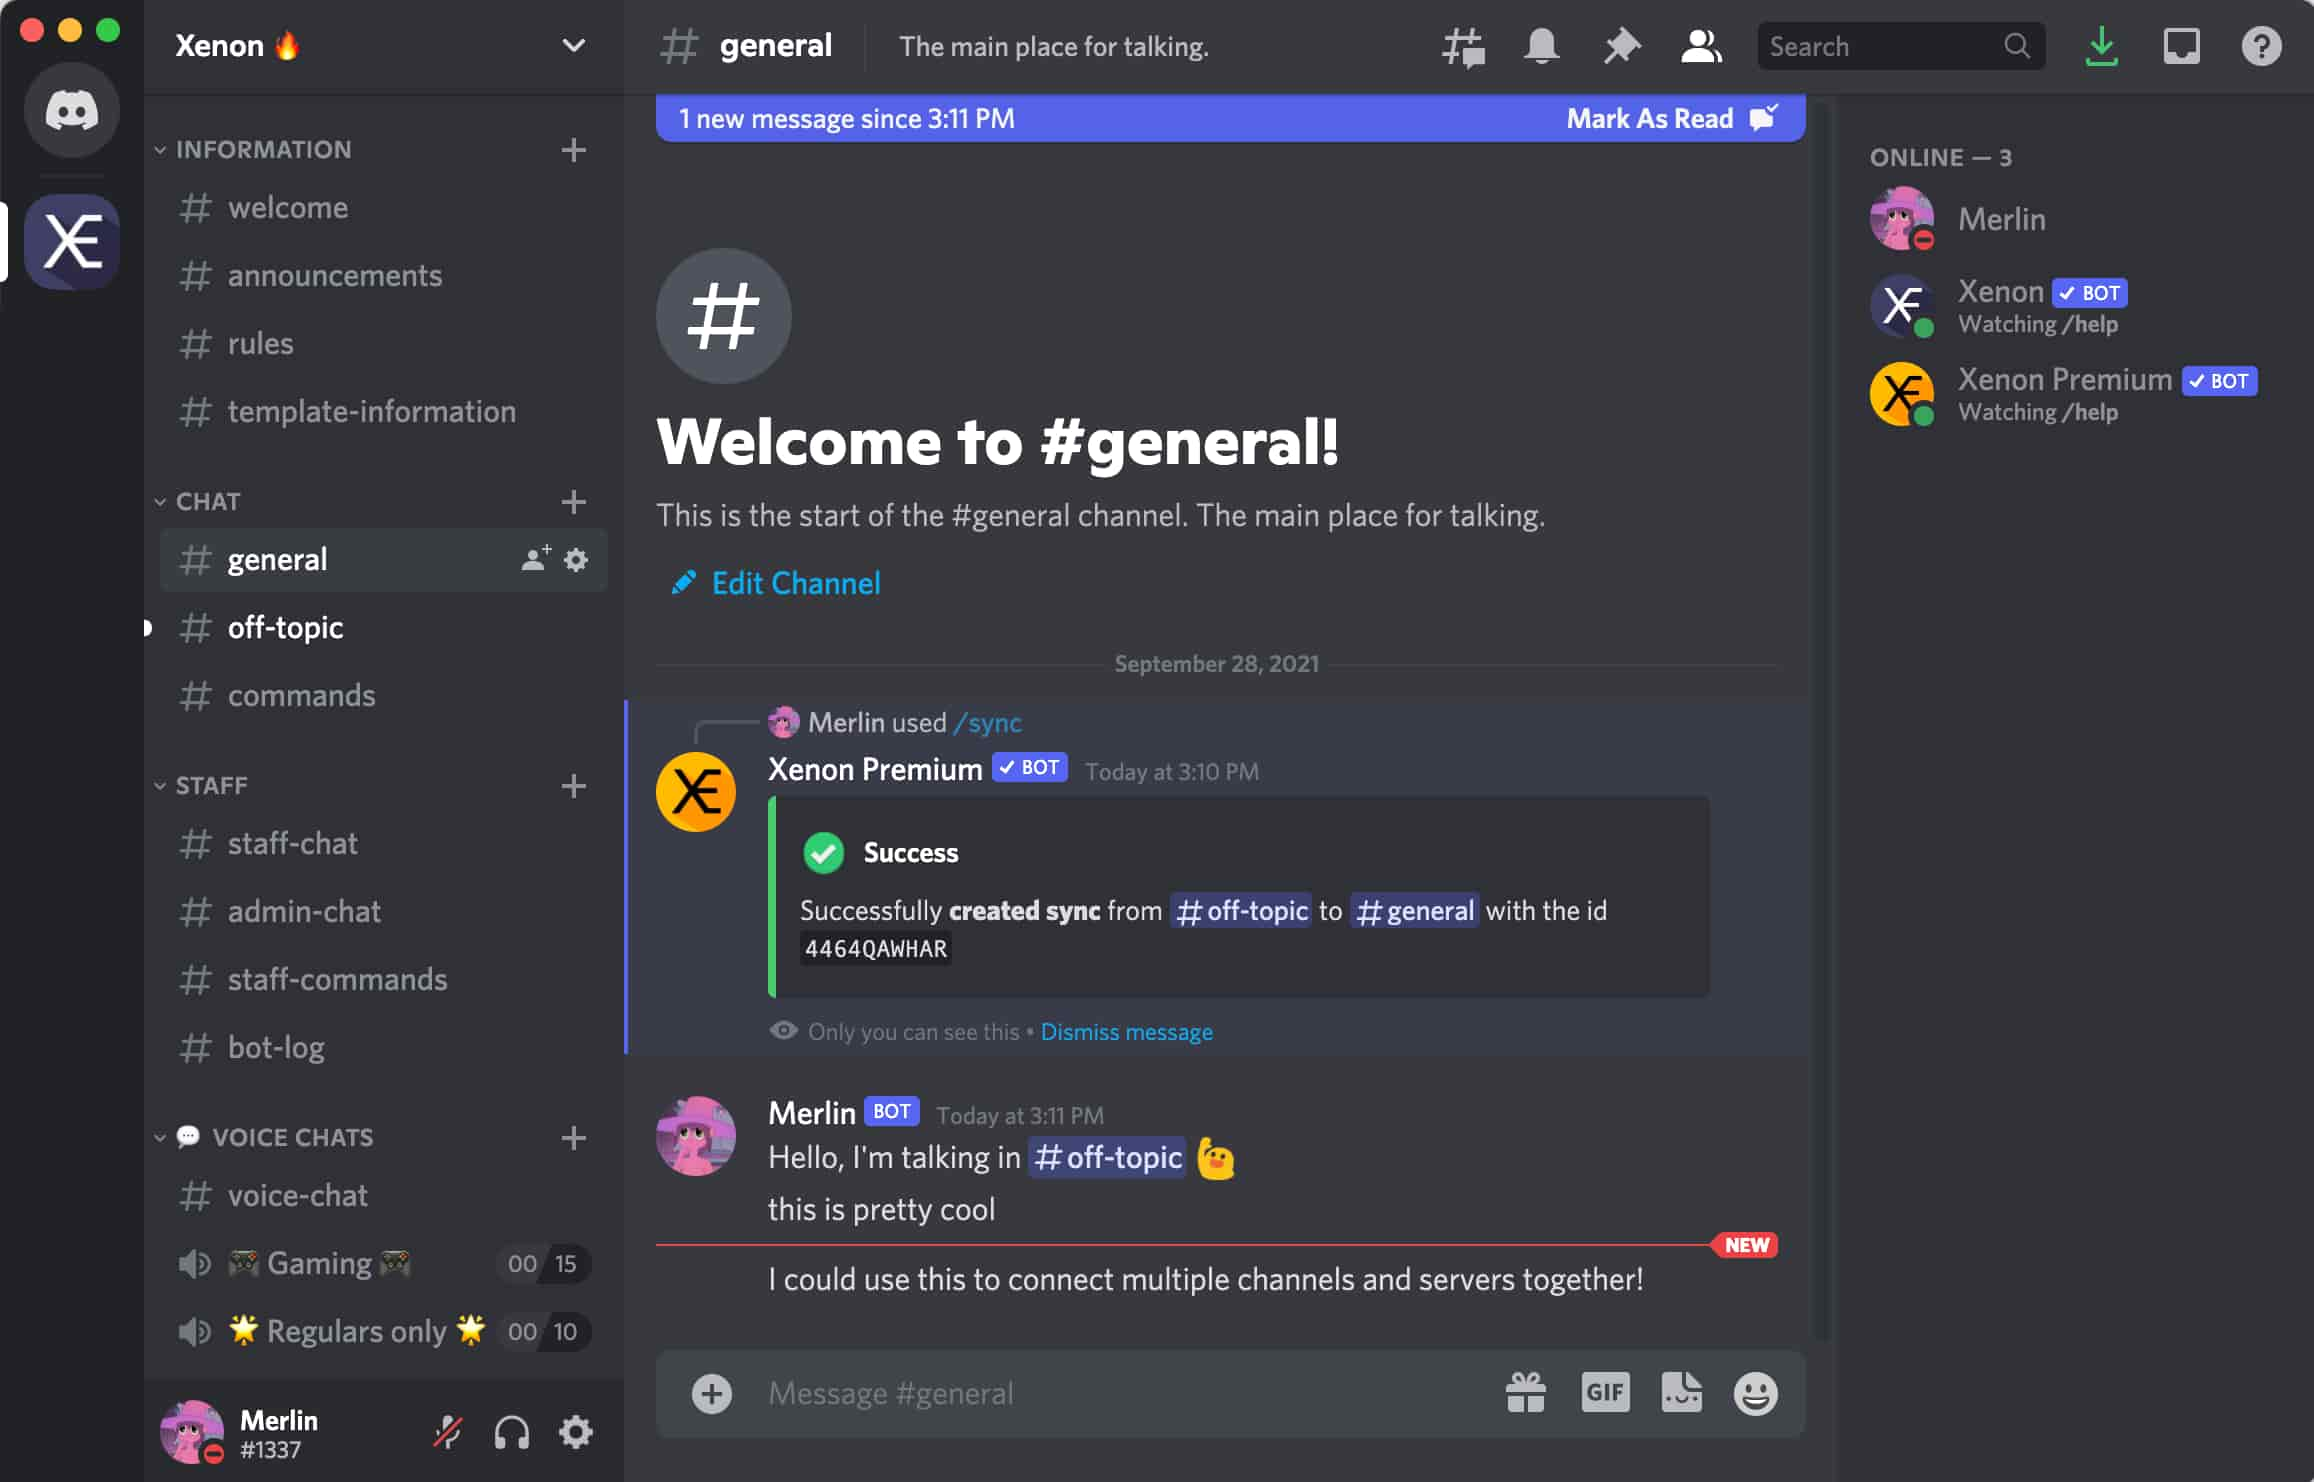 Xenon 🔥
INFORMATION
welcome
announcements
rules
template-information
CHAT
general
off-topic
commands
STAFF
staff-chat
admin-chat
staff-commands
bot-log
💬 VOICE CHATS
voice-chat
🎮 Gaming 🎮 00 15
🌟 Regulars only 🌟 00 10
Merlin
#1337
# general The main place for talking.
Search
1 new message since 3:11 PM Mark As Read
#
Welcome to #general!
This is the start of the #general channel. The main place for talking.
Edit Channel
September 28, 2021
Merlin used /sync
Xenon Premium ✓ BOT Today at 3:10 PM
Success
Successfully created sync from #off-topic to #general with the id
4464QAWHAR
Only you can see this • Dismiss message
Merlin BOT Today at 3:11 PM
Hello, I'm talking in #off-topic 🙋
this is pretty cool
NEW
I could use this to connect multiple channels and servers together!
Message #general
GIF
ONLINE — 3
Merlin
Xenon ✓ BOT
Watching /help
Xenon Premium ✓ BOT
Watching /help